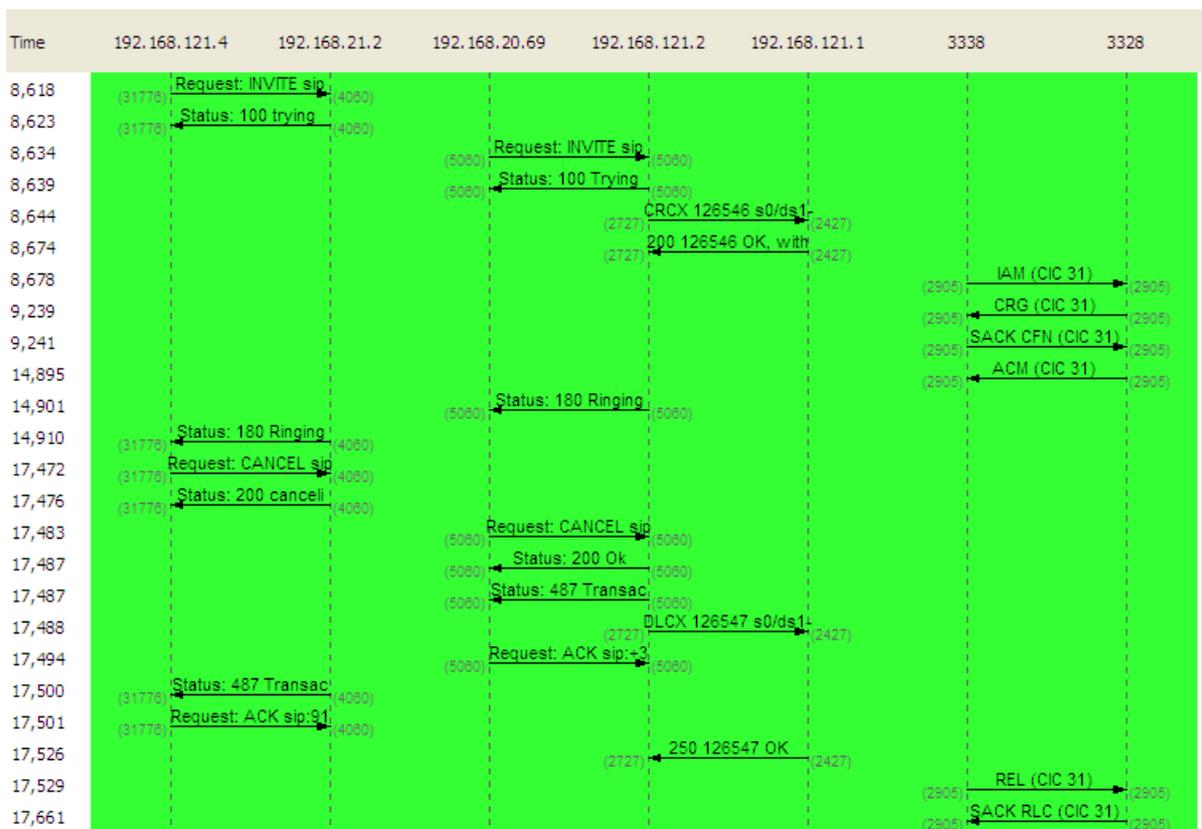 Time 192.168.121.4 192.168.21.2 192.168.20.69 192.168.121.2 192.168.121.1 3338 3328
8,618 (31776) Request: INVITE sip (4060)
8,623 (31776) Status: 100 trying (4060)
8,634 (5060) Request: INVITE sip (5060)
8,639 (5060) Status: 100 Trying (5060)
8,644 (2727) CRCX 126546 s0/ds1- (2427)
8,674 (2727) 200 126546 OK, with (2427)
8,678 (2905) IAM (CIC 31) (2905)
9,239 (2905) CRG (CIC 31) (2905)
9,241 (2905) SACK CFN (CIC 31) (2905)
14,895 (2905) ACM (CIC 31) (2905)
14,901 (5060) Status: 180 Ringing (5060)
14,910 (31776) Status: 180 Ringing (4060)
17,472 (31776) Request: CANCEL sip (4060)
17,476 (31776) Status: 200 canceli (4060)
17,483 (5060) Request: CANCEL sip (5060)
17,487 (5060) Status: 200 Ok (5060)
17,487 (5060) Status: 487 Transac (5060)
17,488 (2727) DLCX 126547 s0/ds1- (2427)
17,494 (5060) Request: ACK sip:+3 (5060)
17,500 (31776) Status: 487 Transac (4060)
17,501 (31776) Request: ACK sip:91 (4060)
17,526 (2727) 250 126547 OK (2427)
17,529 (2905) REL (CIC 31) (2905)
17,661 (2905) SACK RLC (CIC 31) (2905)